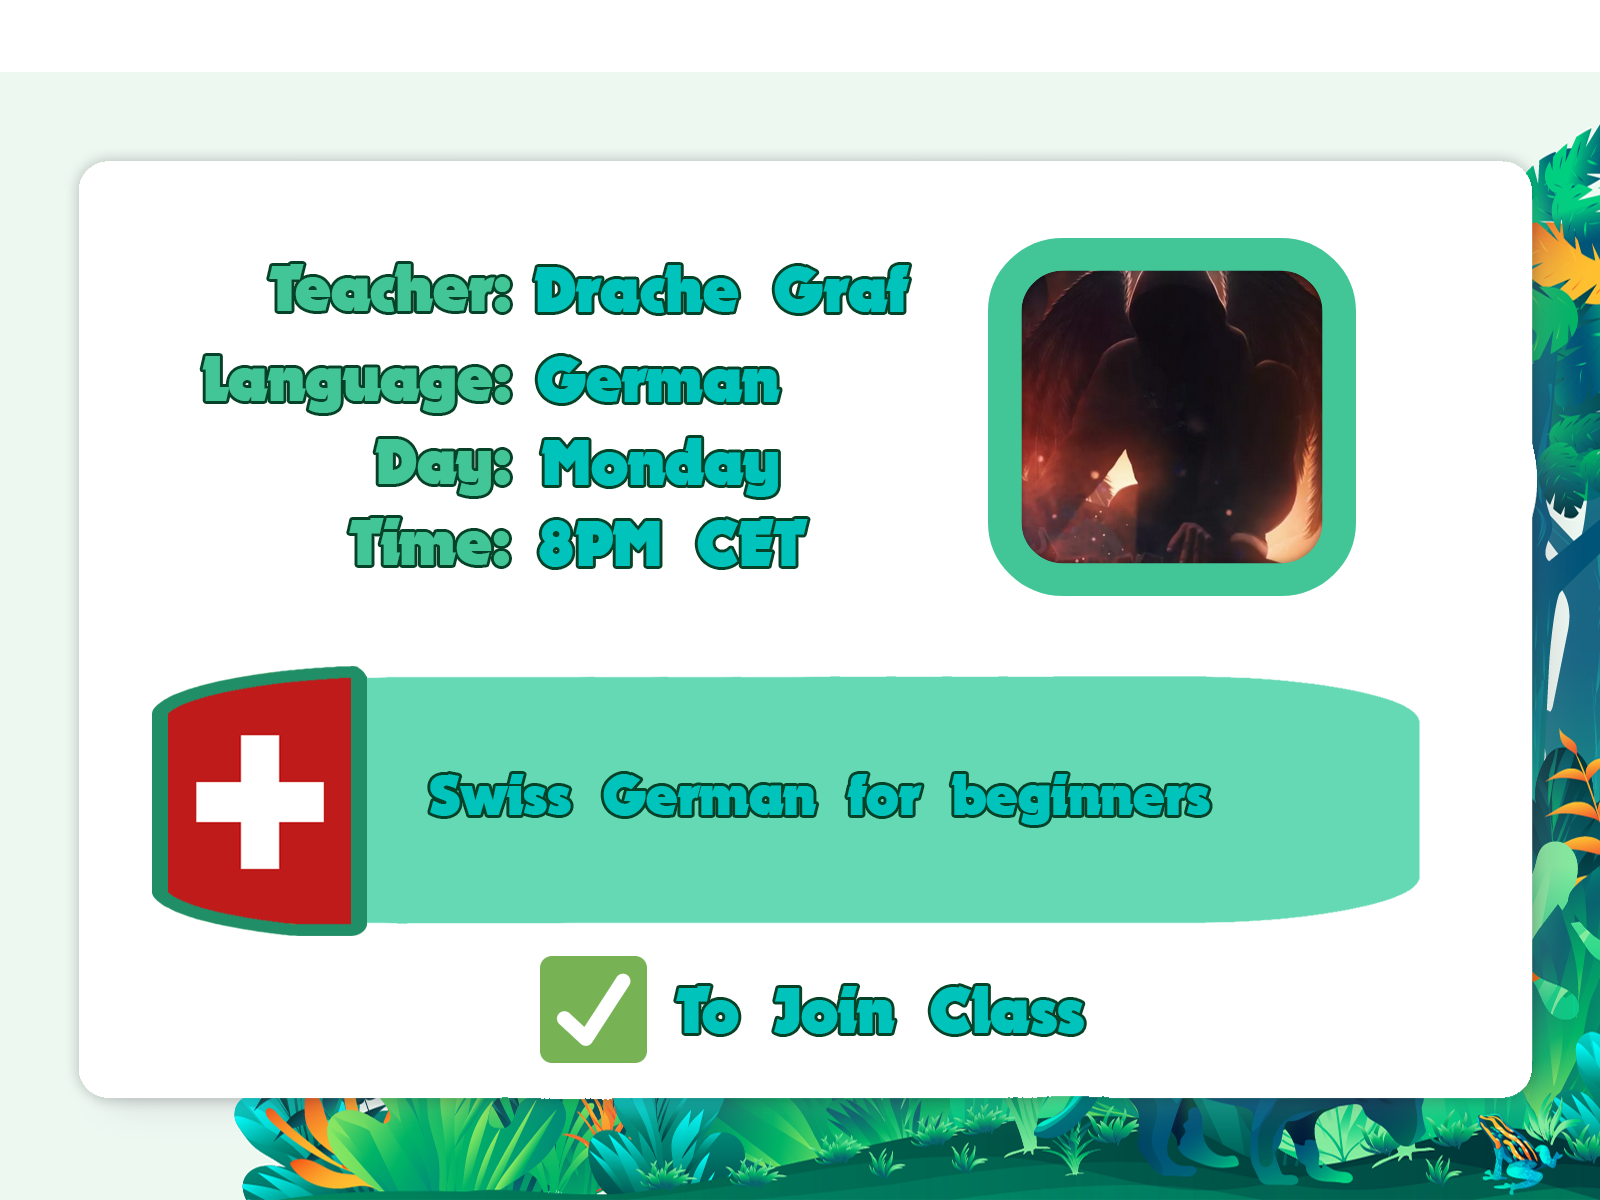 Teacher: Drache Graf
Language: German
Day: Monday
Time: 8PM CET
Swiss German for beginners
To Join Class